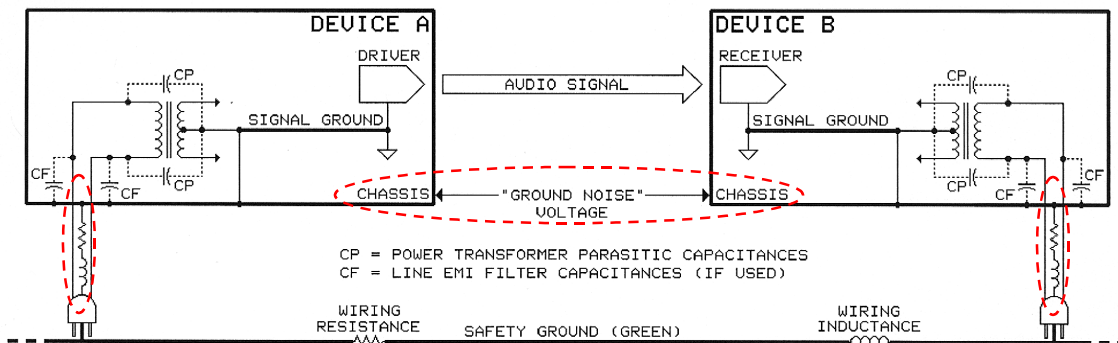 DEVICE A
DEVICE B
DRIVER
RECEIVER
CP
CP
AUDIO SIGNAL
SIGNAL GROUND
SIGNAL GROUND
CF
CF
CP
CP
CF
CF
CHASSIS
"GROUND NOISE"
VOLTAGE
CHASSIS
CP = POWER TRANSFORMER PARASITIC CAPACITANCES
CF = LINE EMI FILTER CAPACITANCES (IF USED)
WIRING
RESISTANCE
SAFETY GROUND (GREEN)
WIRING
INDUCTANCE